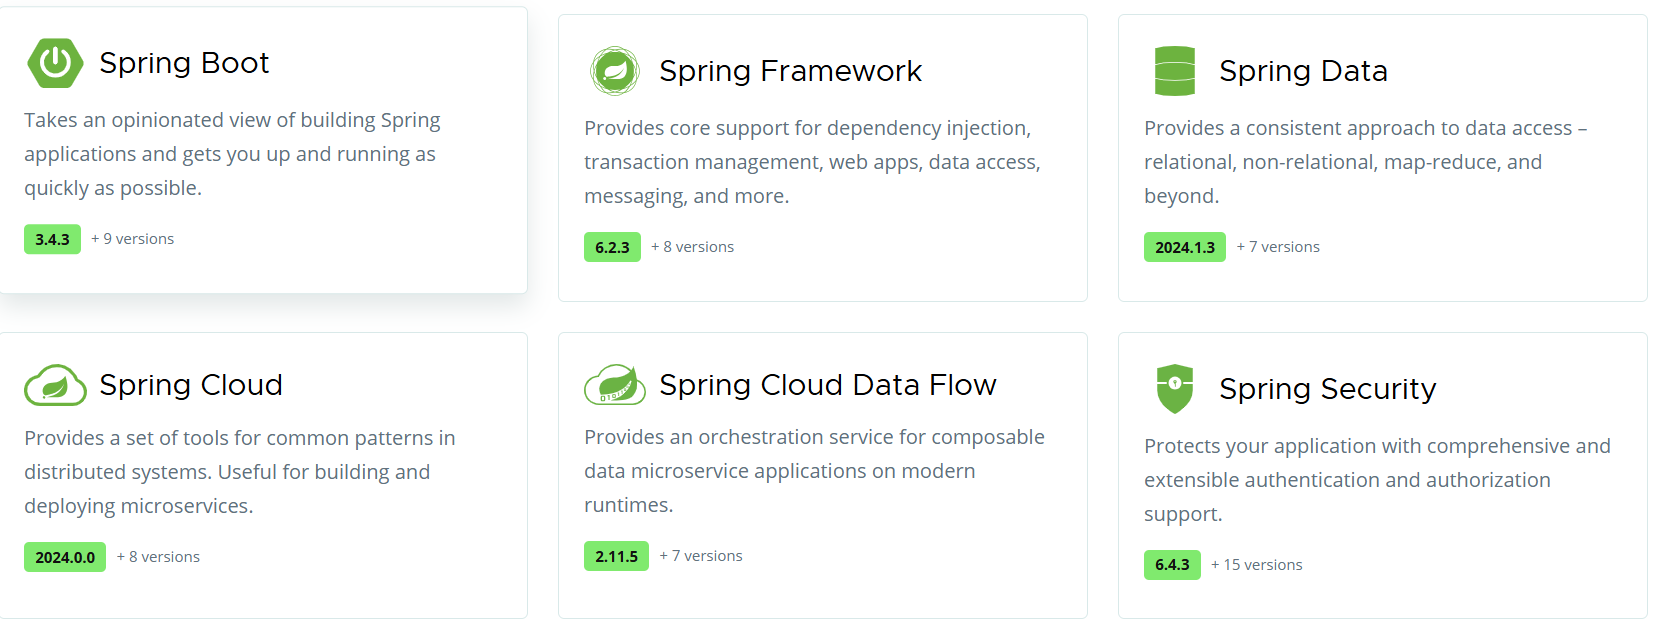 Spring Boot
Takes an opinionated view of building Spring
applications and gets you up and running as
quickly as possible.
3.4.3 + 9 versions
Spring Framework
Provides core support for dependency injection,
transaction management, web apps, data access,
messaging, and more.
6.2.3 + 8 versions
Spring Data
Provides a consistent approach to data access –
relational, non-relational, map-reduce, and
beyond.
2024.1.3 + 7 versions
Spring Cloud
Provides a set of tools for common patterns in
distributed systems. Useful for building and
deploying microservices.
2024.0.0 + 8 versions
Spring Cloud Data Flow
Provides an orchestration service for composable
data microservice applications on modern
runtimes.
2.11.5 + 7 versions
Spring Security
Protects your application with comprehensive and
extensible authentication and authorization
support.
6.4.3 + 15 versions